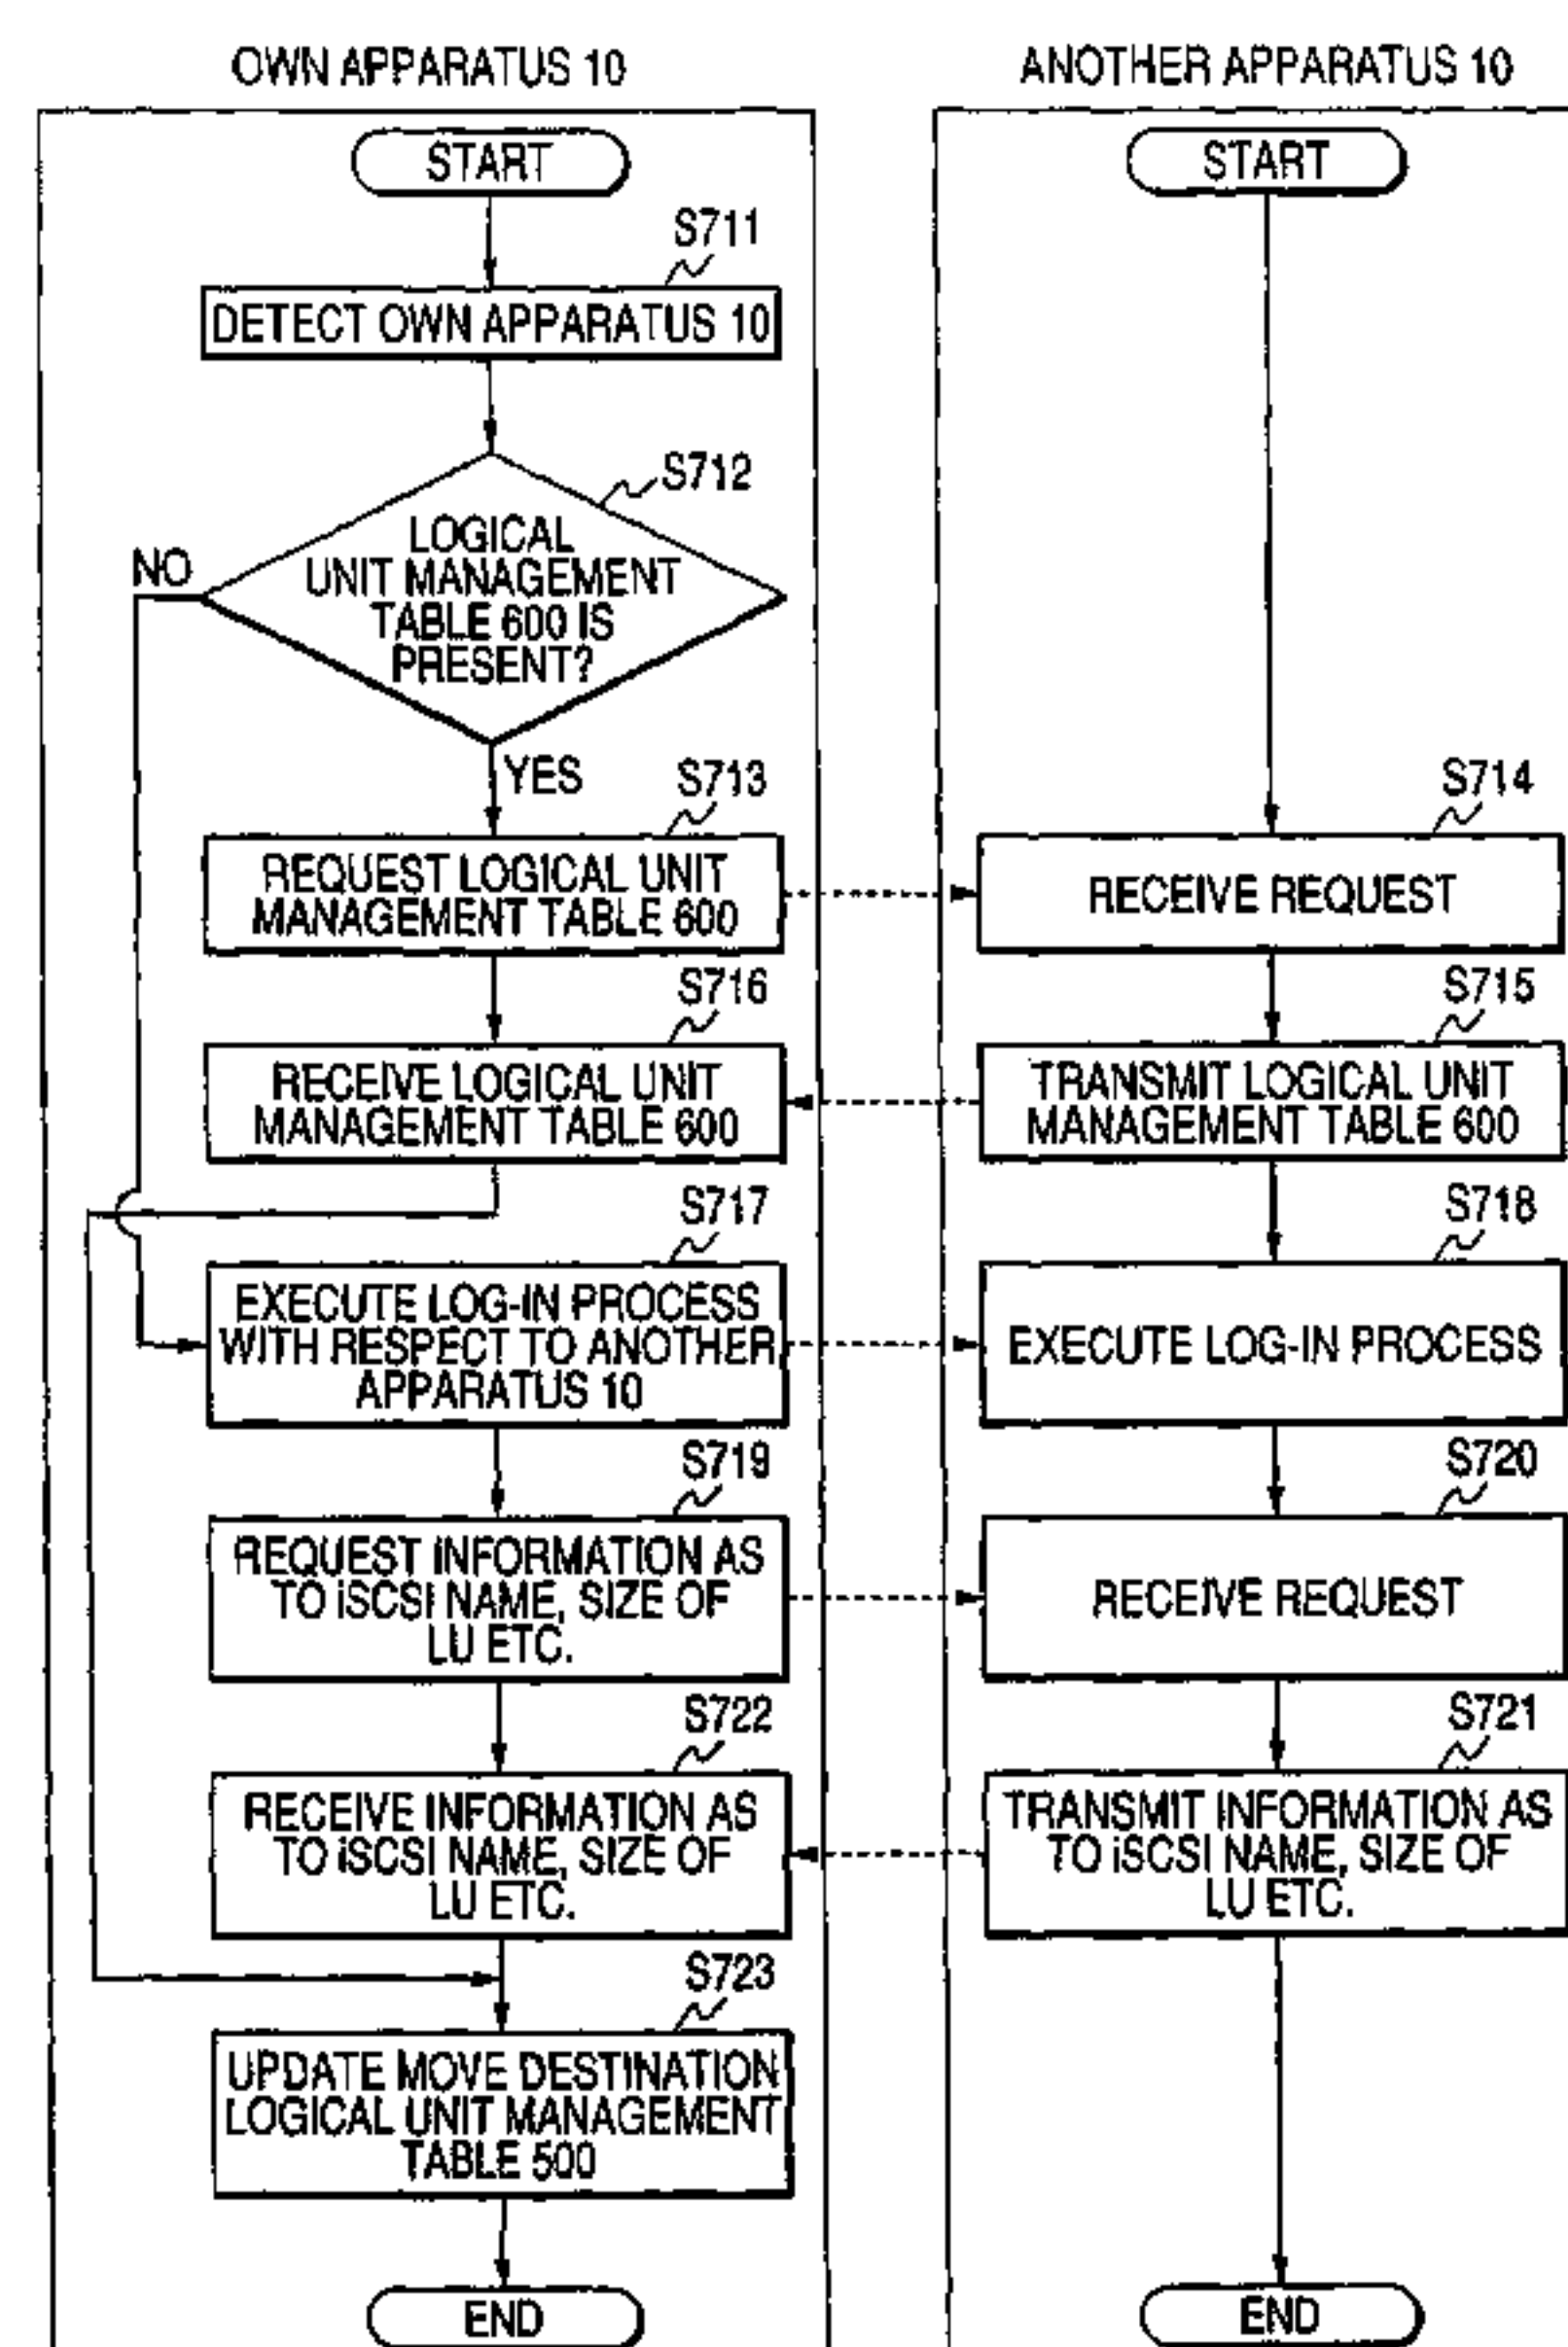 OWN APPARATUS 10
ANOTHER APPARATUS 10
START
START
S711
DETECT OWN APPARATUS 10
S712
LOGICAL
UNIT MANAGEMENT
TABLE 600 IS
PRESENT?
NO
YES
S713
REQUEST LOGICAL UNIT
MANAGEMENT TABLE 600
S714
RECEIVE REQUEST
S716
RECEIVE LOGICAL UNIT
MANAGEMENT TABLE 600
S715
TRANSMIT LOGICAL UNIT
MANAGEMENT TABLE 600
S717
EXECUTE LOG-IN PROCESS
WITH RESPECT TO ANOTHER
APPARATUS 10
S718
EXECUTE LOG-IN PROCESS
S719
REQUEST INFORMATION AS
TO iSCSI NAME, SIZE OF
LU ETC.
S720
RECEIVE REQUEST
S722
RECEIVE INFORMATION AS
TO iSCSI NAME, SIZE OF
LU ETC.
S721
TRANSMIT INFORMATION AS
TO iSCSI NAME, SIZE OF
LU ETC.
S723
UPDATE MOVE DESTINATION
LOGICAL UNIT MANAGEMENT
TABLE 500
END
END